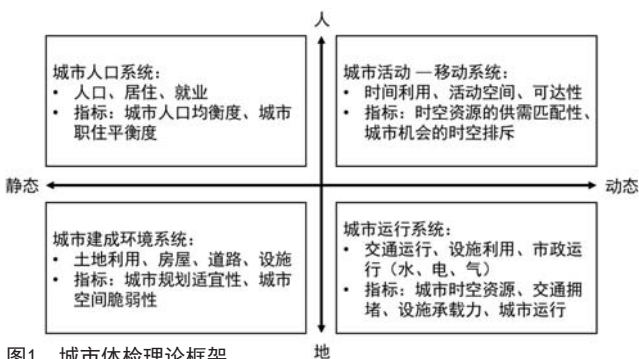 人
城市人口系统：
• 人口、居住、就业
• 指标：城市人口均衡度、城市
职住平衡度
城市活动 — 移动系统：
• 时间利用、活动空间、可达性
• 指标：时空资源的供需匹配性、
城市机会的时空排斥
静态
动态
城市建成环境系统：
• 土地利用、房屋、道路、设施
• 指标：城市规划适宜性、城市
空间脆弱性
城市运行系统：
• 交通运行、设施利用、市政运
行（水、电、气）
• 指标：城市时空资源、交通拥
堵、设施承载力、城市运行
地
图1 城市体检理论框架